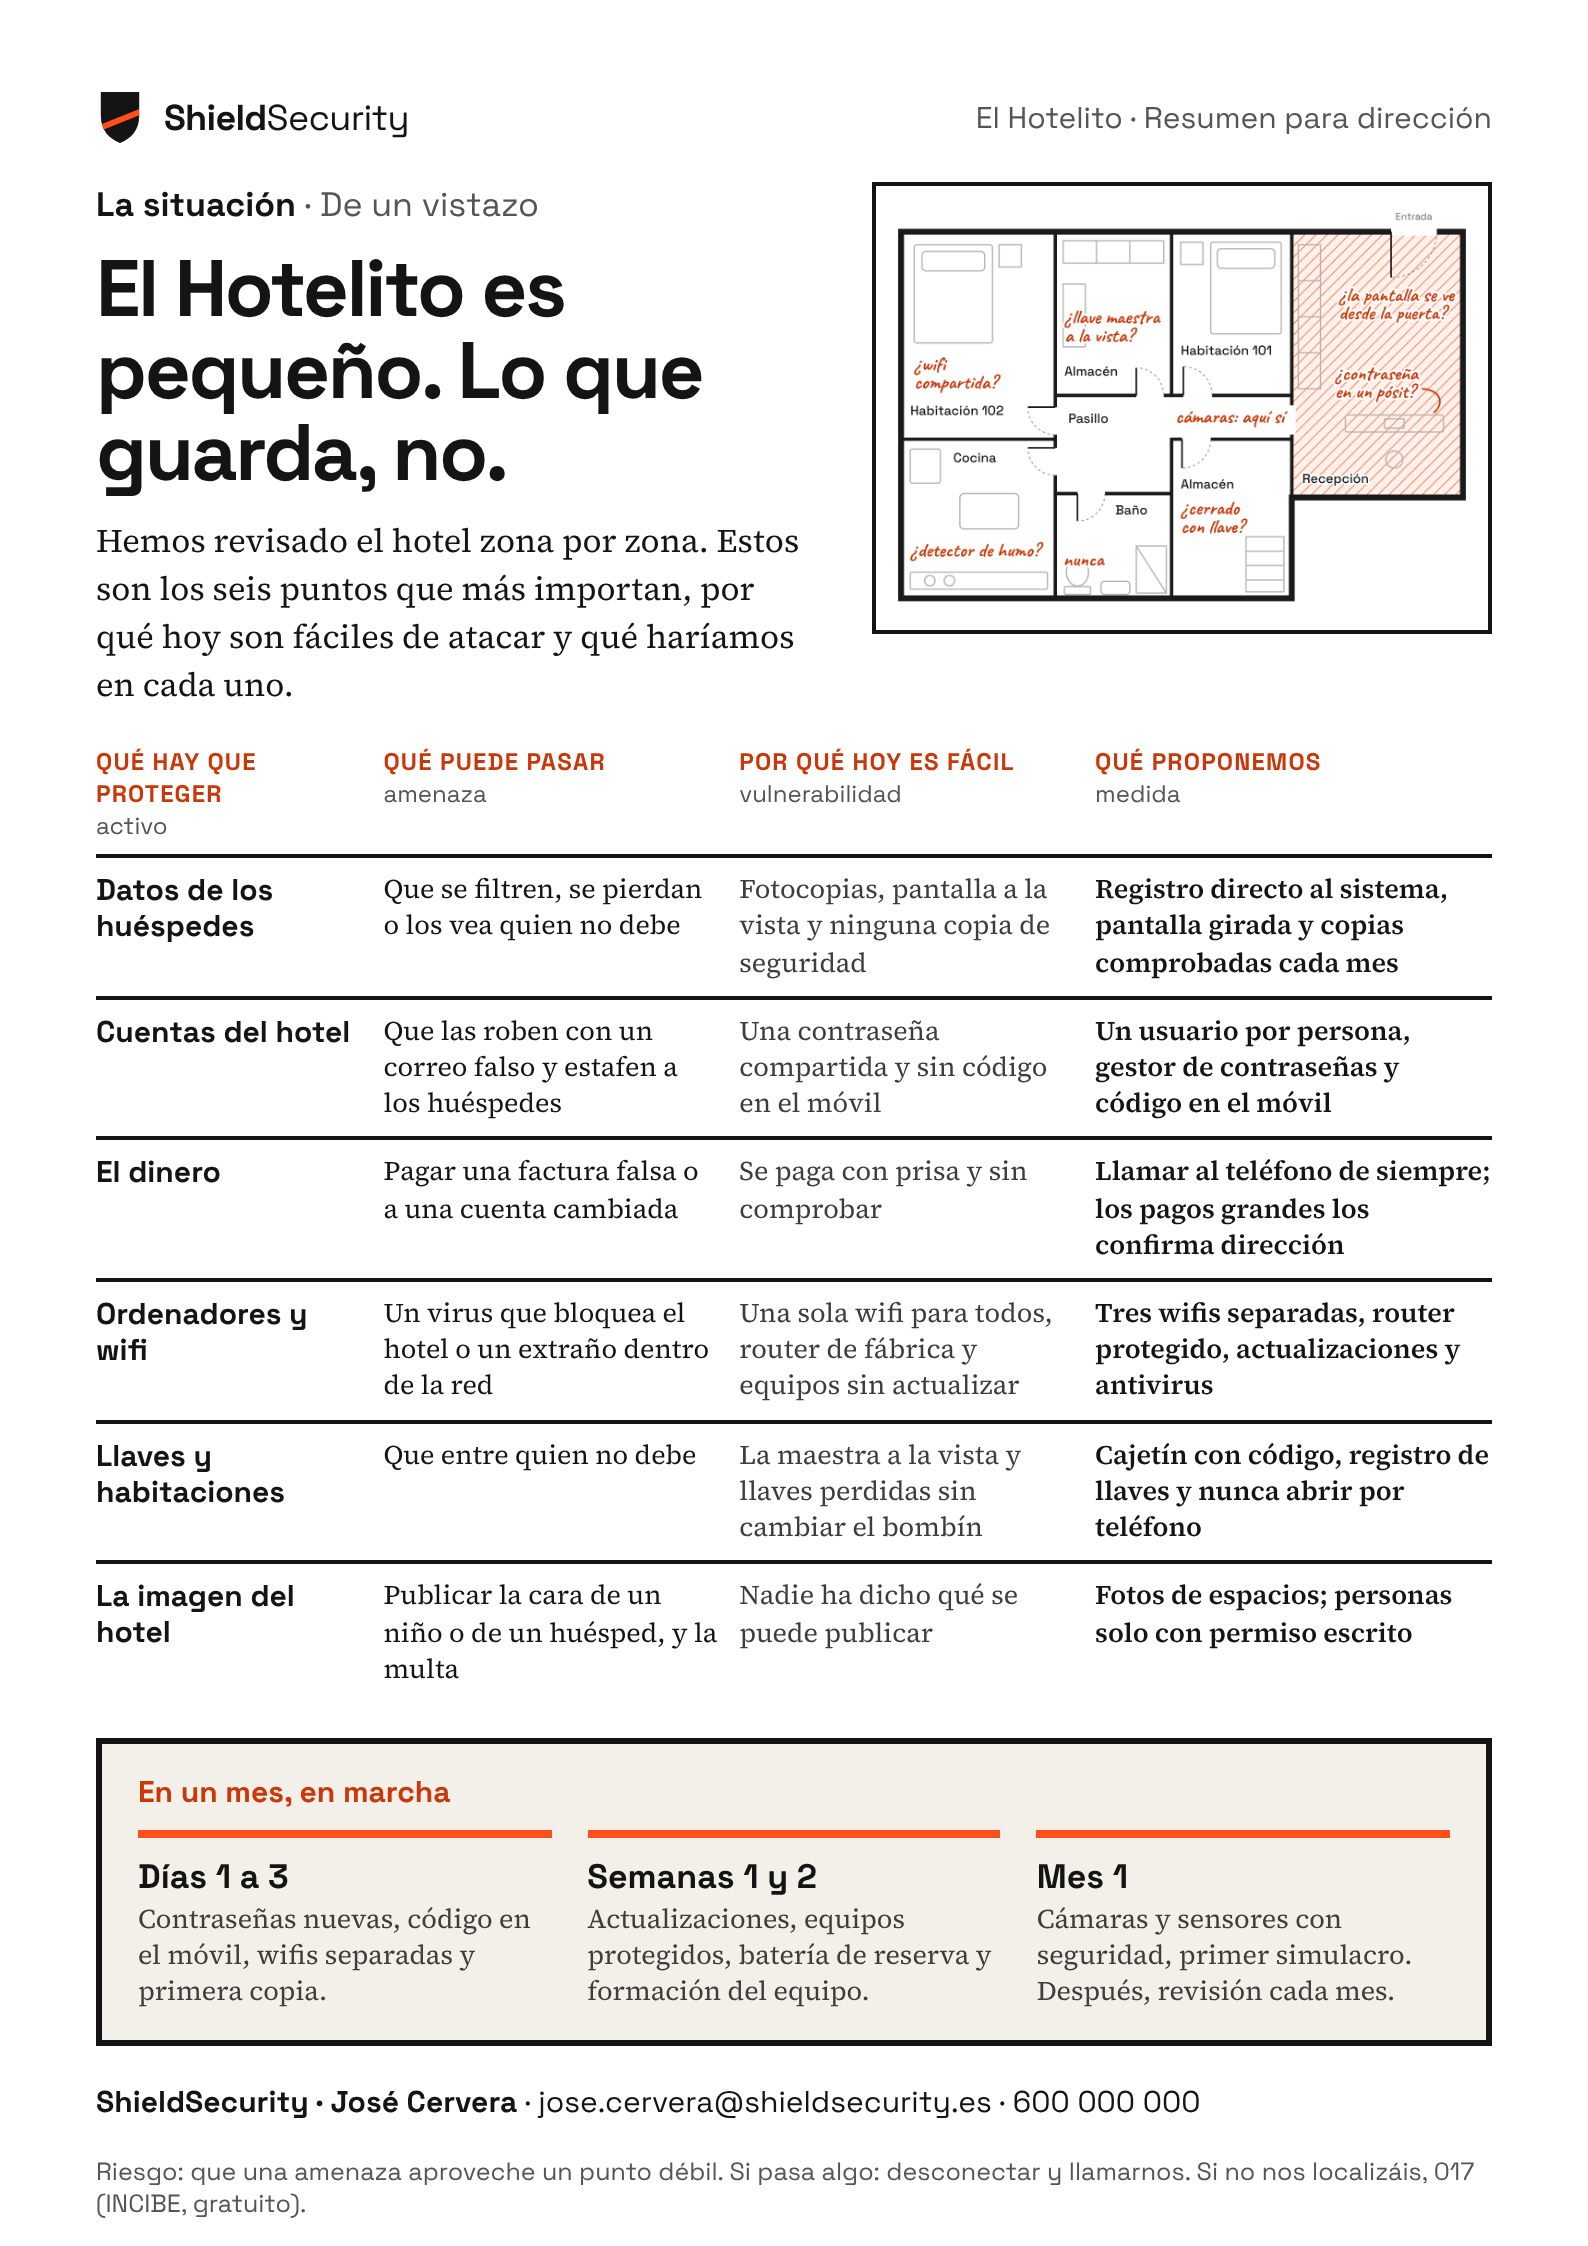 ShieldSecurity
El Hotelito · Resumen para dirección
La situación · De un vistazo
El Hotelito es
pequeño. Lo que
guarda, no.
Hemos revisado el hotel zona por zona. Estos
son los seis puntos que más importan, por
qué hoy son fáciles de atacar y qué haríamos
en cada uno.
Entrada
¿la pantalla se ve
desde la puerta?
¿llave maestra
a la vista?
Habitación 101
¿wifi
compartida?
Almacén
¿contraseña
en un pósit?
Habitación 102
Pasillo
cámaras: aquí sí
Cocina
Recepción
Almacén
Baño
¿cerrado
con llave?
¿detector de humo?
nunca
QUÉ HAY QUE
PROTEGER
activo
QUÉ PUEDE PASAR
amenaza
POR QUÉ HOY ES FÁCIL
vulnerabilidad
QUÉ PROPONEMOS
medida
Datos de los
huéspedes
Que se filtren, se pierdan
o los vea quien no debe
Fotocopias, pantalla a la
vista y ninguna copia de
seguridad
Registro directo al sistema,
pantalla girada y copias
comprobadas cada mes
Cuentas del hotel
Que las roben con un
correo falso y estafen a
los huéspedes
Una contraseña
compartida y sin código
en el móvil
Un usuario por persona,
gestor de contraseñas y
código en el móvil
El dinero
Pagar una factura falsa o
a una cuenta cambiada
Se paga con prisa y sin
comprobar
Llamar al teléfono de siempre;
los pagos grandes los
confirma dirección
Ordenadores y
wifi
Un virus que bloquea el
hotel o un extraño dentro
de la red
Una sola wifi para todos,
router de fábrica y
equipos sin actualizar
Tres wifis separadas, router
protegido, actualizaciones y
antivirus
Llaves y
habitaciones
Que entre quien no debe
La maestra a la vista y
llaves perdidas sin
cambiar el bombín
Cajetín con código, registro de
llaves y nunca abrir por
teléfono
La imagen del
hotel
Publicar la cara de un
niño o de un huésped, y la
multa
Nadie ha dicho qué se
puede publicar
Fotos de espacios; personas
solo con permiso escrito
En un mes, en marcha
Días 1 a 3
Contraseñas nuevas, código en
el móvil, wifis separadas y
primera copia.
Semanas 1 y 2
Actualizaciones, equipos
protegidos, batería de reserva y
formación del equipo.
Mes 1
Cámaras y sensores con
seguridad, primer simulacro.
Después, revisión cada mes.
ShieldSecurity · José Cervera · jose.cervera@shieldsecurity.es · 600 000 000
Riesgo: que una amenaza aproveche un punto débil. Si pasa algo: desconectar y llamarnos. Si no nos localizáis, 017
(INCIBE, gratuito).